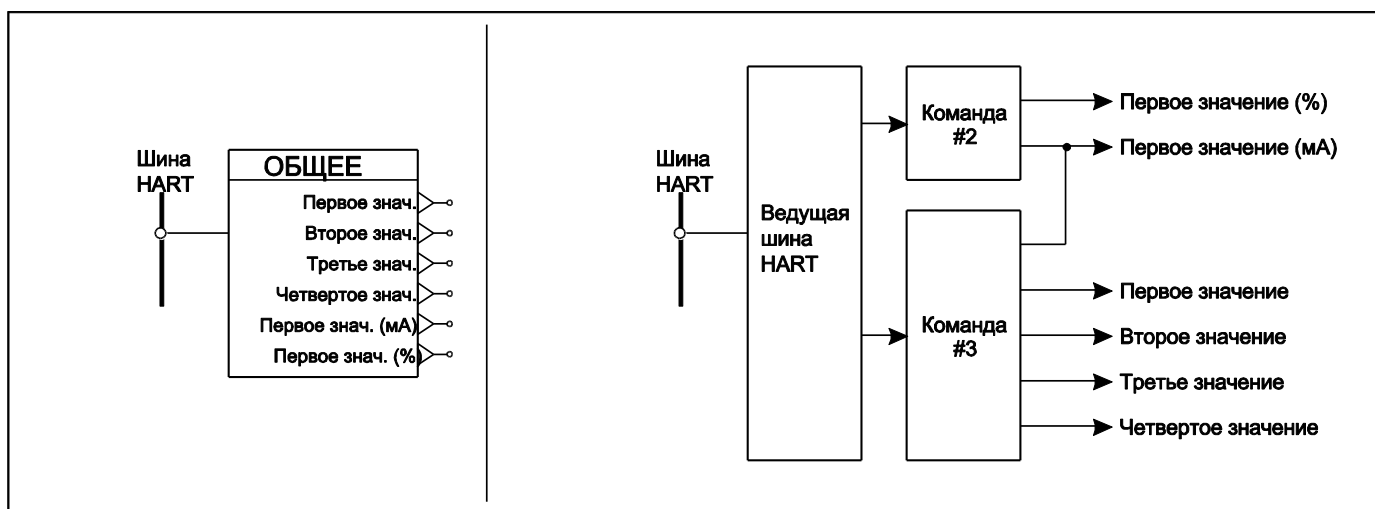 Шина
HART
ОБЩЕЕ
Первое знач.
Второе знач.
Третье знач.
Четвертое знач.
Первое знач. (мА)
Первое знач. (%)
Шина
HART
Ведущая
шина
HART
Команда
#2
Команда
#3
Первое значение (%)
Первое значение (мА)
Первое значение
Второе значение
Третье значение
Четвертое значение